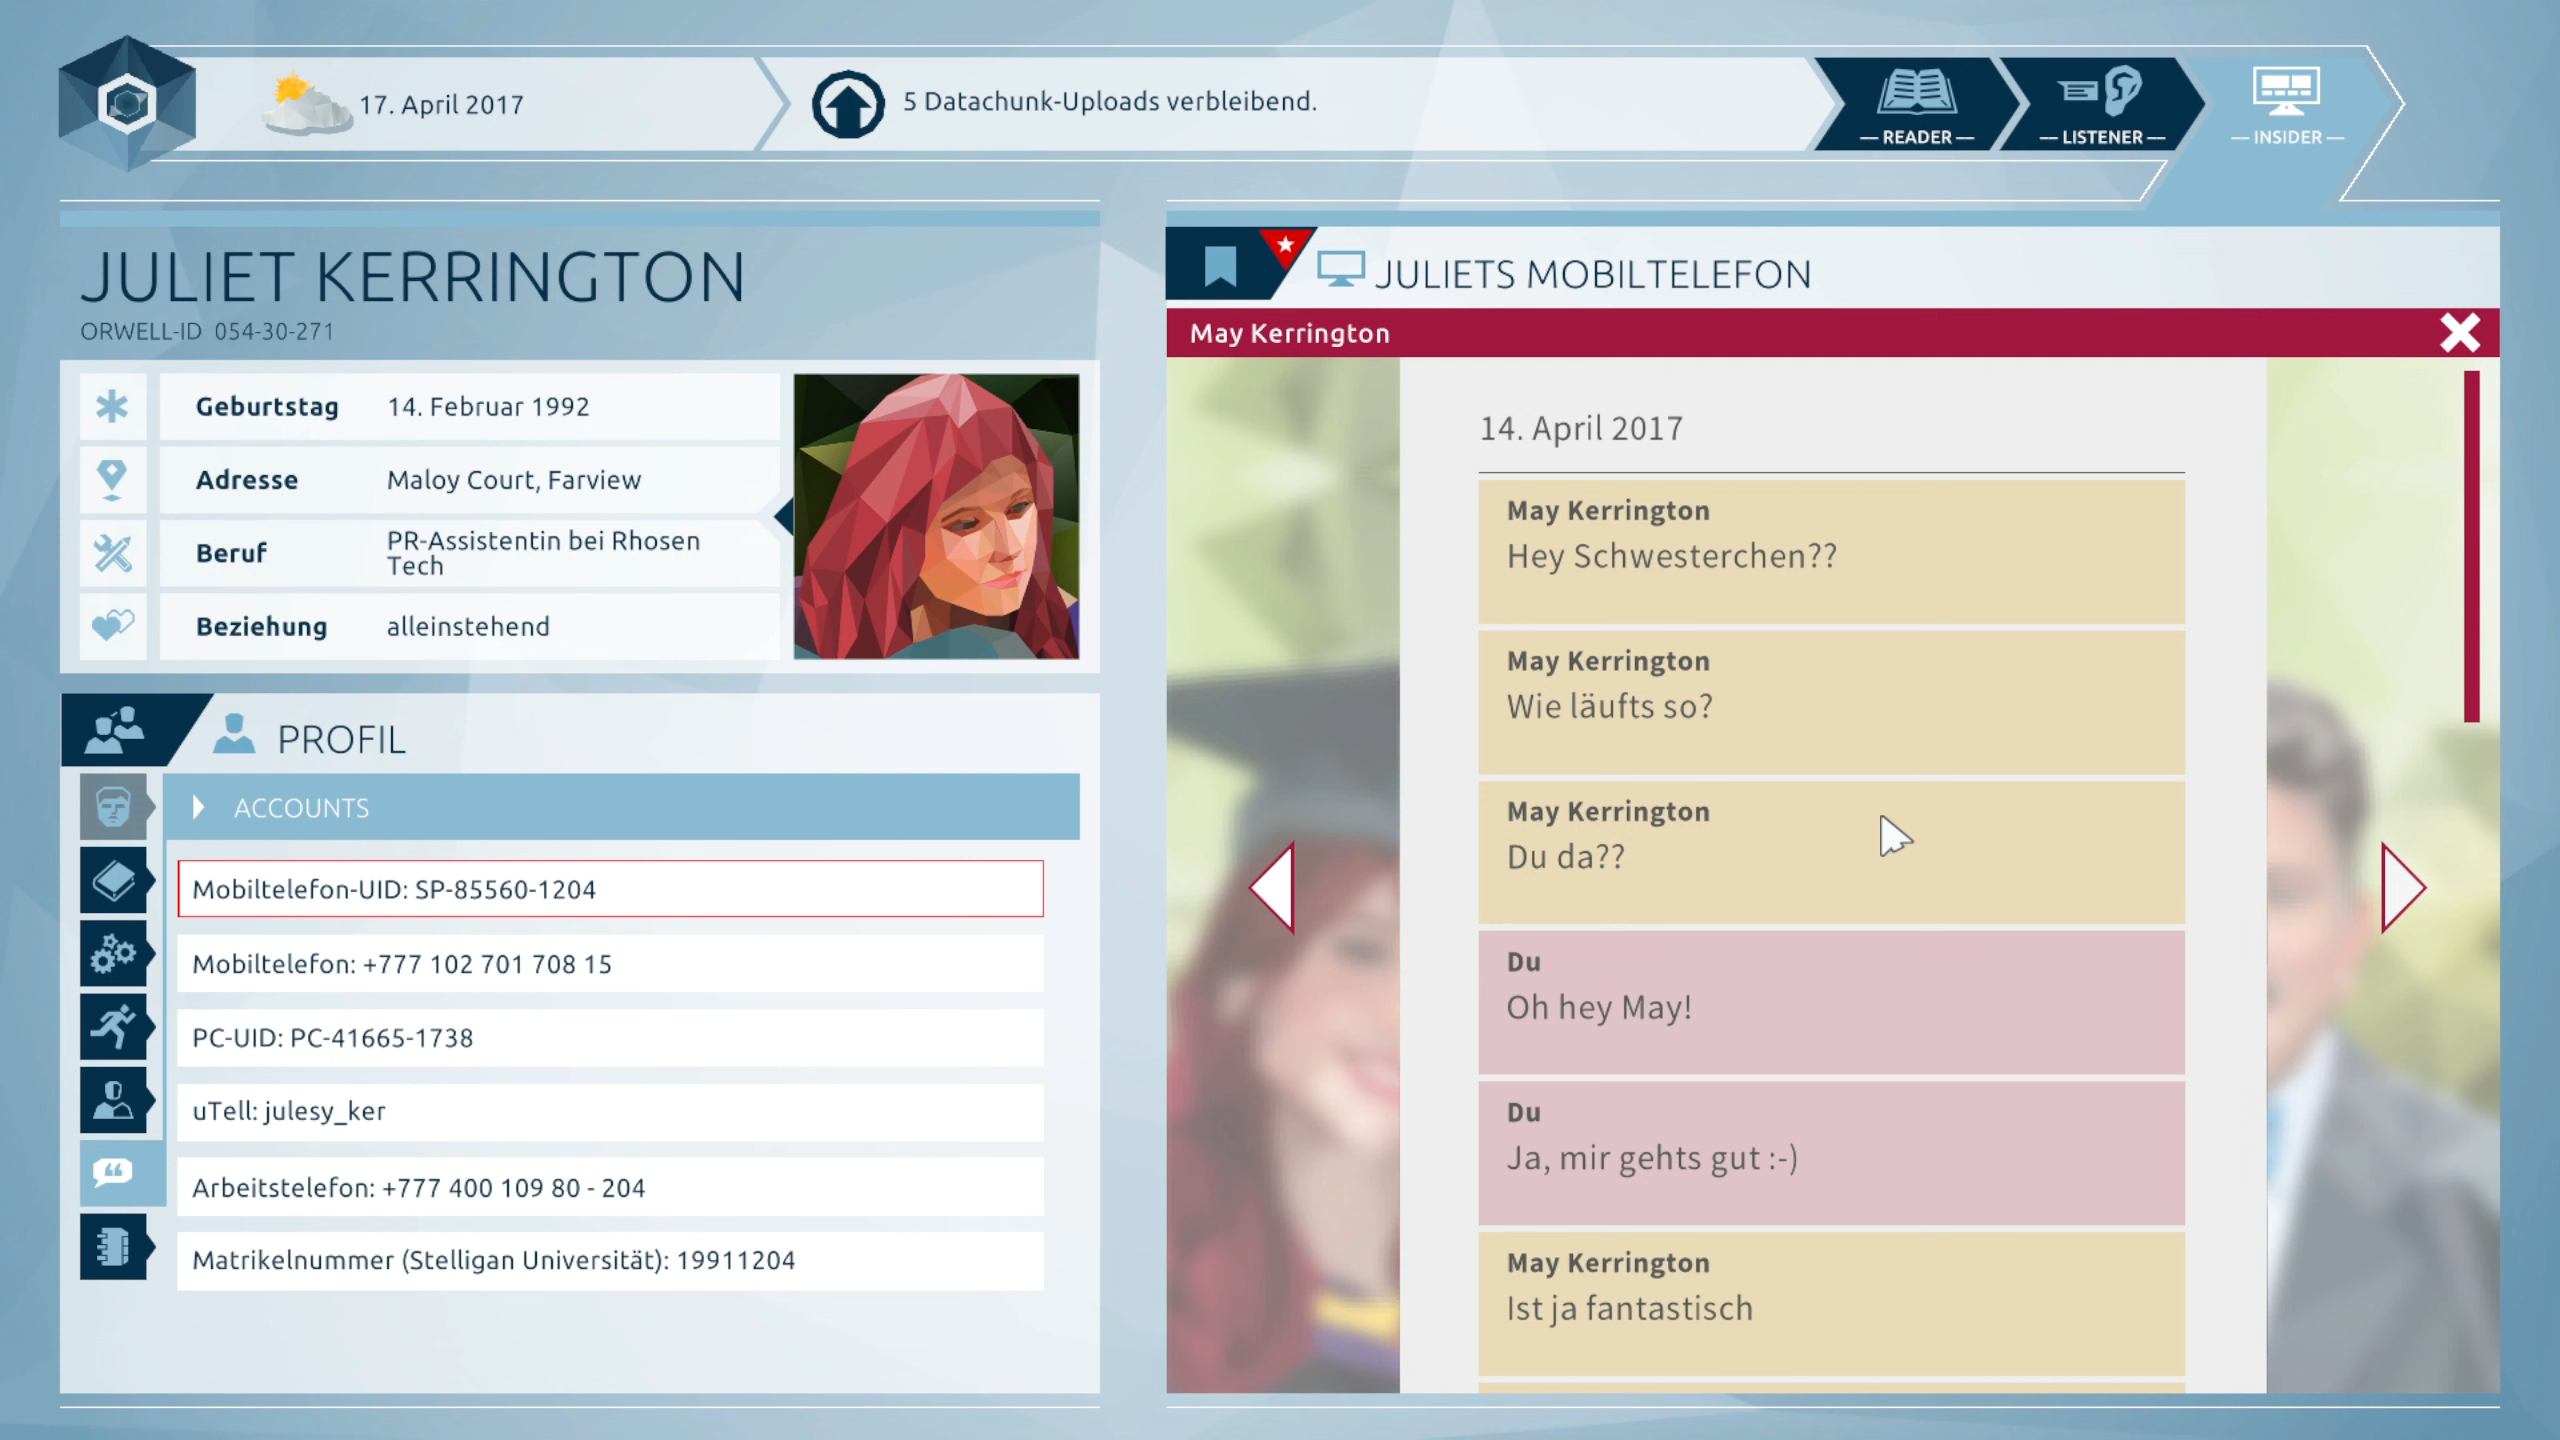 17. April 2017
5 Datachunk-Uploads verbleibend.
READER
LISTENER
INSIDER
JULIET KERRINGTON
ORWELL-ID 054-30-271
Geburtstag 14. Februar 1992
Adresse Maloy Court, Farview
Beruf PR-Assistentin bei Rhosen
Tech
Beziehung alleinstehend
PROFIL
ACCOUNTS
Mobiltelefon-UID: SP-85560-1204
Mobiltelefon: +777 102 701 708 15
PC-UID: PC-41665-1738
uTell: julesy_ker
Arbeitstelefon: +777 400 109 80 - 204
Matrikelnummer (Stelligan Universität): 19911204
JULIETS MOBILTELEFON
May Kerrington
14. April 2017
May Kerrington
Hey Schwesterchen??
May Kerrington
Wie läufts so?
May Kerrington
Du da??
Du
Oh hey May!
Du
Ja, mir gehts gut :-)
May Kerrington
Ist ja fantastisch